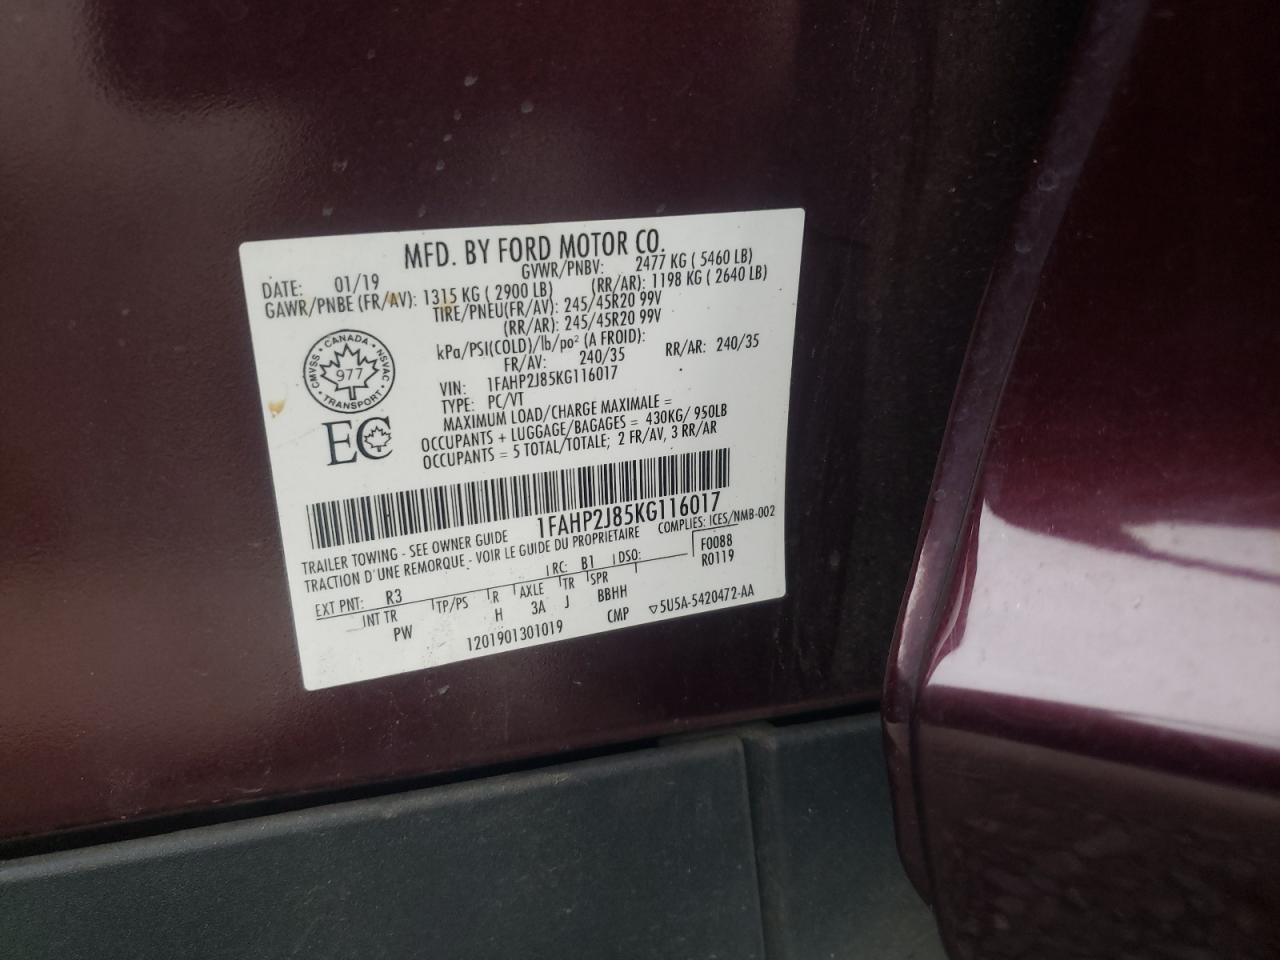 MFD. BY FORD MOTOR CO.
DATE: 01/19 GVWR/PNBV: 2477 KG ( 5460 LB)
GAWR/PNBE (FR/AV): 1315 KG ( 2900 LB) (RR/AR): 1198 KG ( 2640 LB)
TIRE/PNEU(FR/AV): 245/45R20 99V
(RR/AR): 245/45R20 99V
kPa/PSI(COLD)/lb/po² (A FROID):
FR/AV: 240/35 RR/AR: 240/35
VIN: 1FAHP2J85KG116017
TYPE: PC/VT
MAXIMUM LOAD/CHARGE MAXIMALE =
OCCUPANTS + LUGGAGE/BAGAGES = 430KG/ 950LB
OCCUPANTS = 5 TOTAL/TOTALE; 2 FR/AV, 3 RR/AR
CANADA
CMVSS NSVAC
977
TRANSPORT
EC
1FAHP2J85KG116017
TRAILER TOWING - SEE OWNER GUIDE COMPLIES: ICES/NMB-002
TRACTION D'UNE REMORQUE - VOIR LE GUIDE DU PROPRIETAIRE
EXT PNT: R3 RC: B1 DSO: F0088
R0119
INT TR TP/PS R AXLE TR SPR
PW H 3A J BBHH
1201901301019 CMP ▽5U5A-5420472-AA